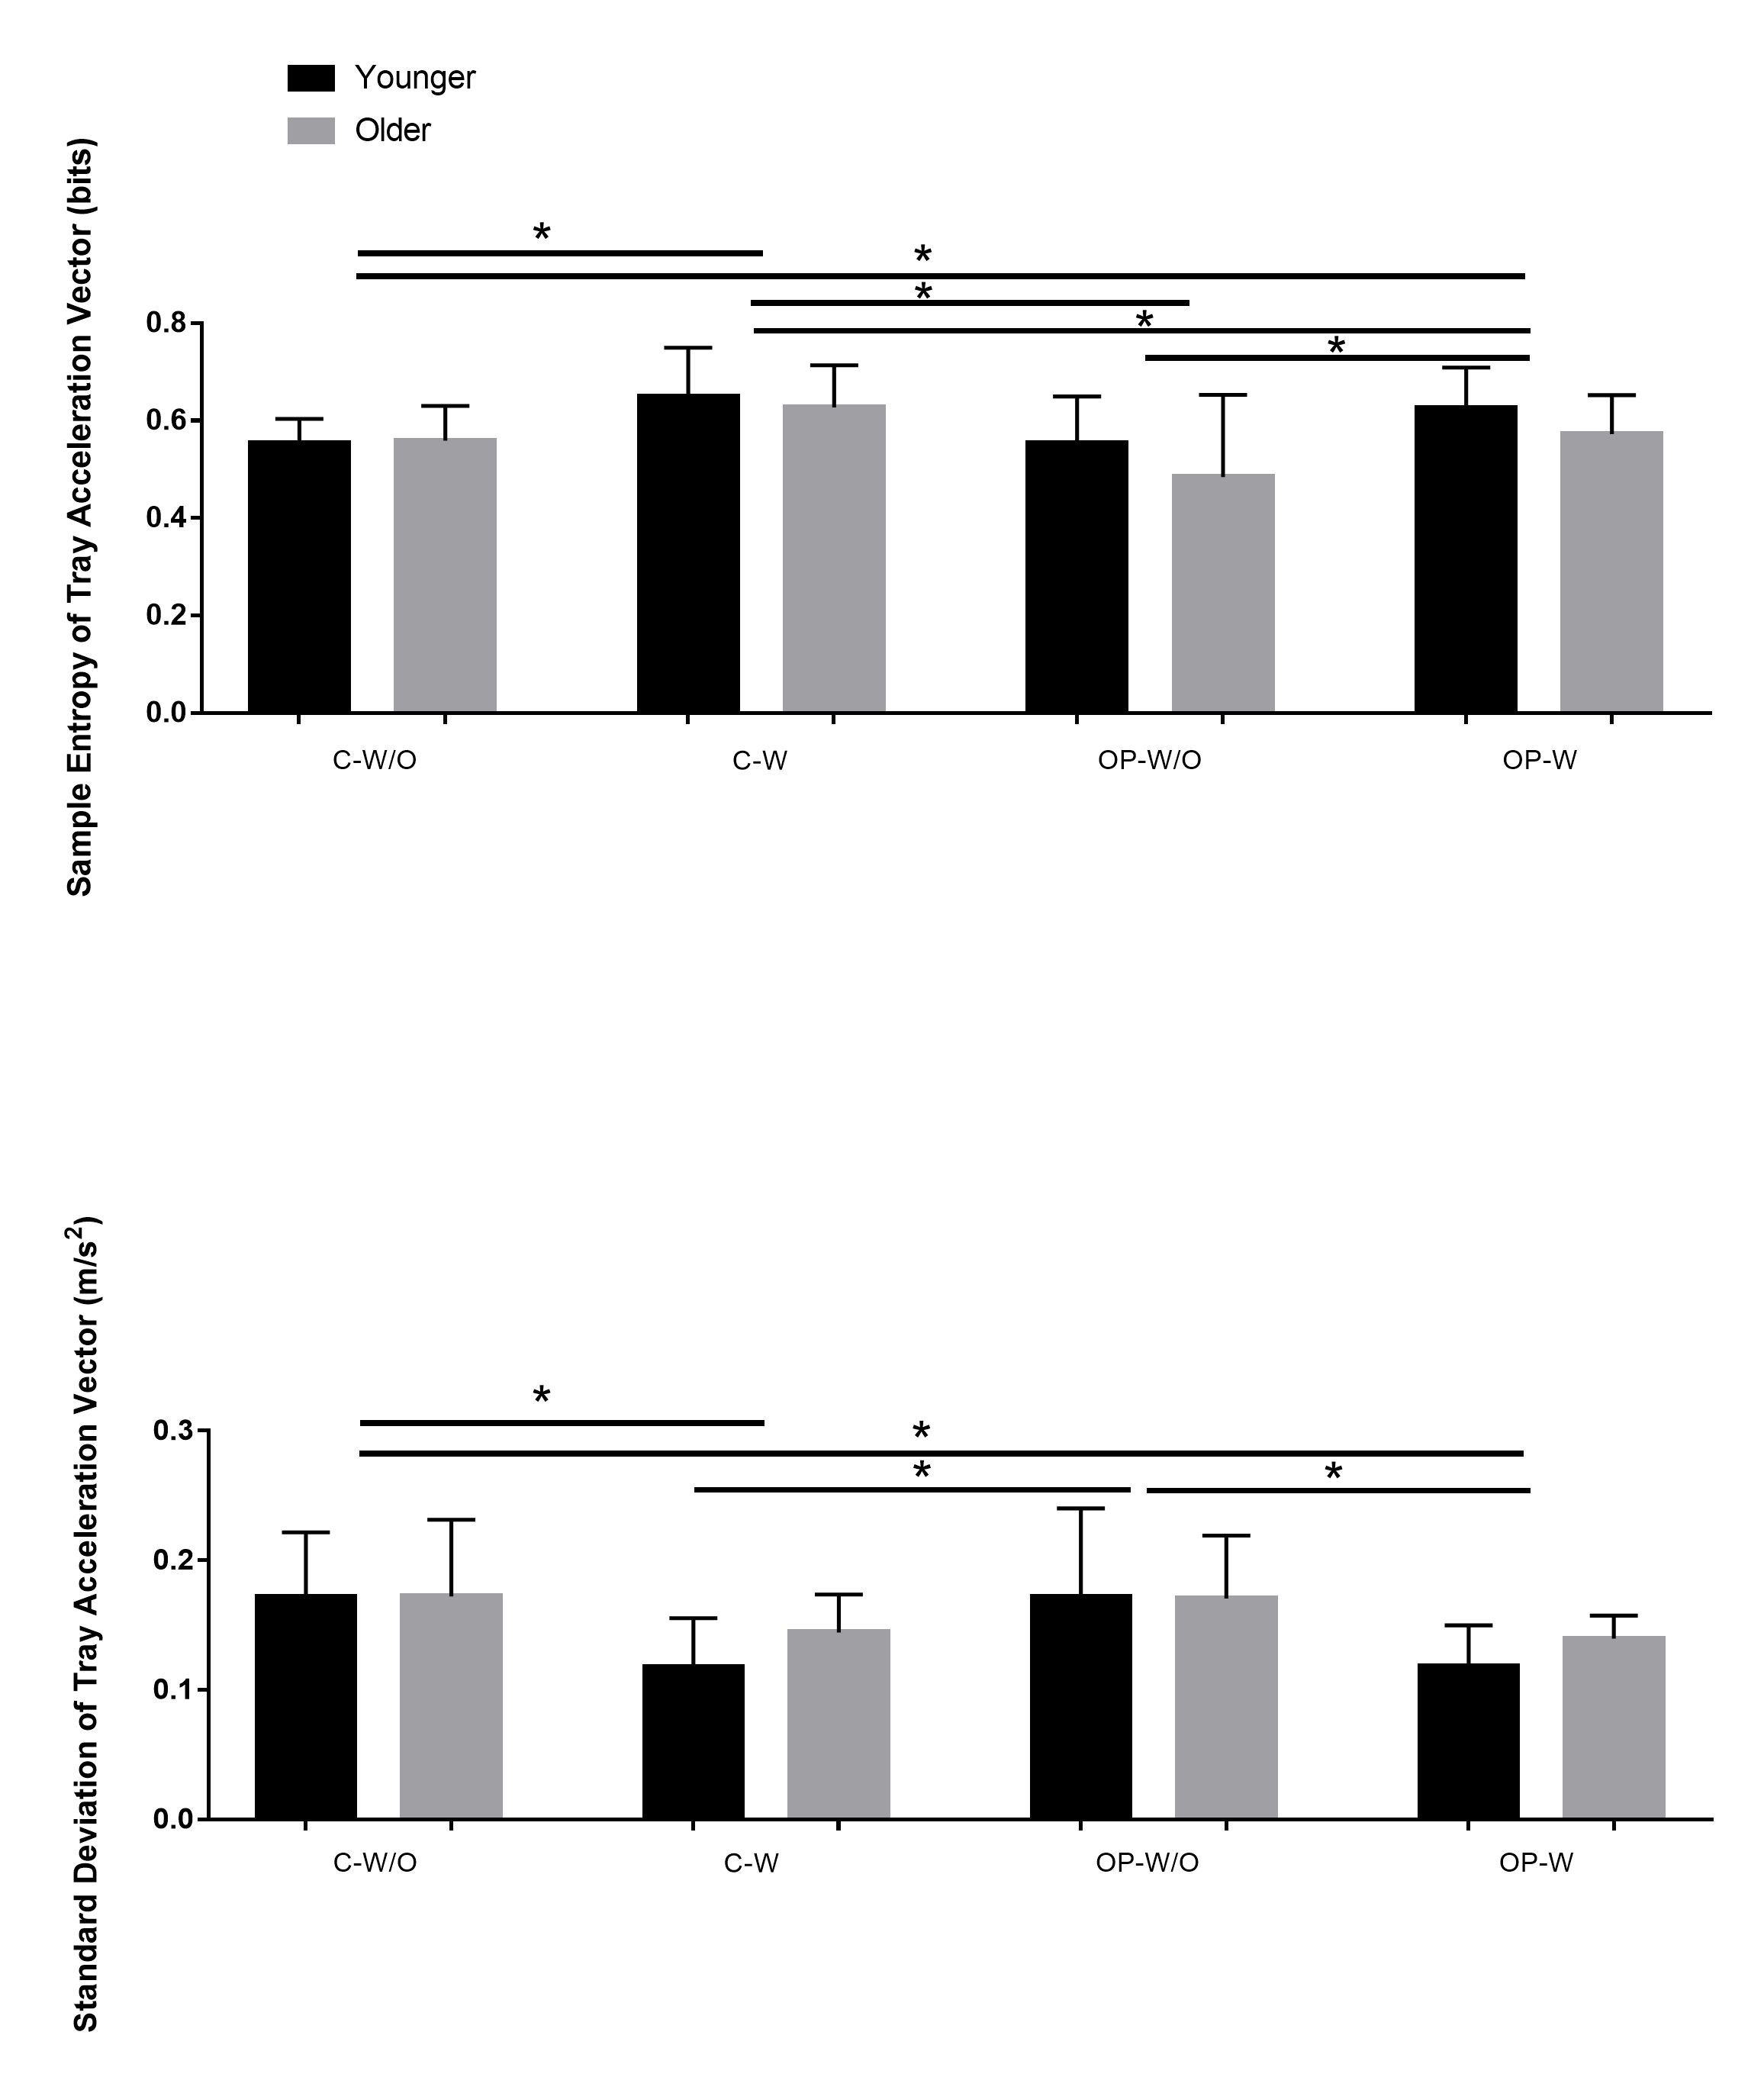 Younger
Older
Sample Entropy of Tray Acceleration Vector (bits)
*
*
*
*
*
0.8
0.6
0.4
0.2
0.0
C-W/O
C-W
OP-W/O
OP-W
Standard Deviation of Tray Acceleration Vector (m/s²)
*
*
*
*
0.3
0.2
0.1
0.0
C-W/O
C-W
OP-W/O
OP-W